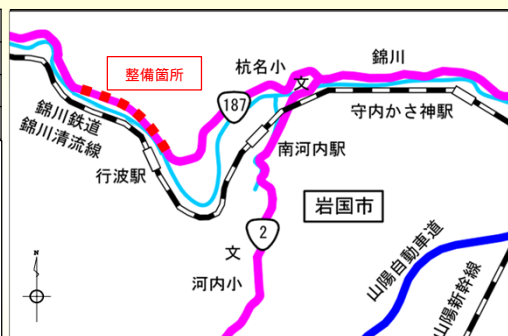 整備箇所
杭名小
錦川
文
187
守内かさ神駅
錦川鉄道
錦川清流線
南河内駅
行波駅
岩国市
2
文
河内小
山陽自動車道
山陽新幹線
N